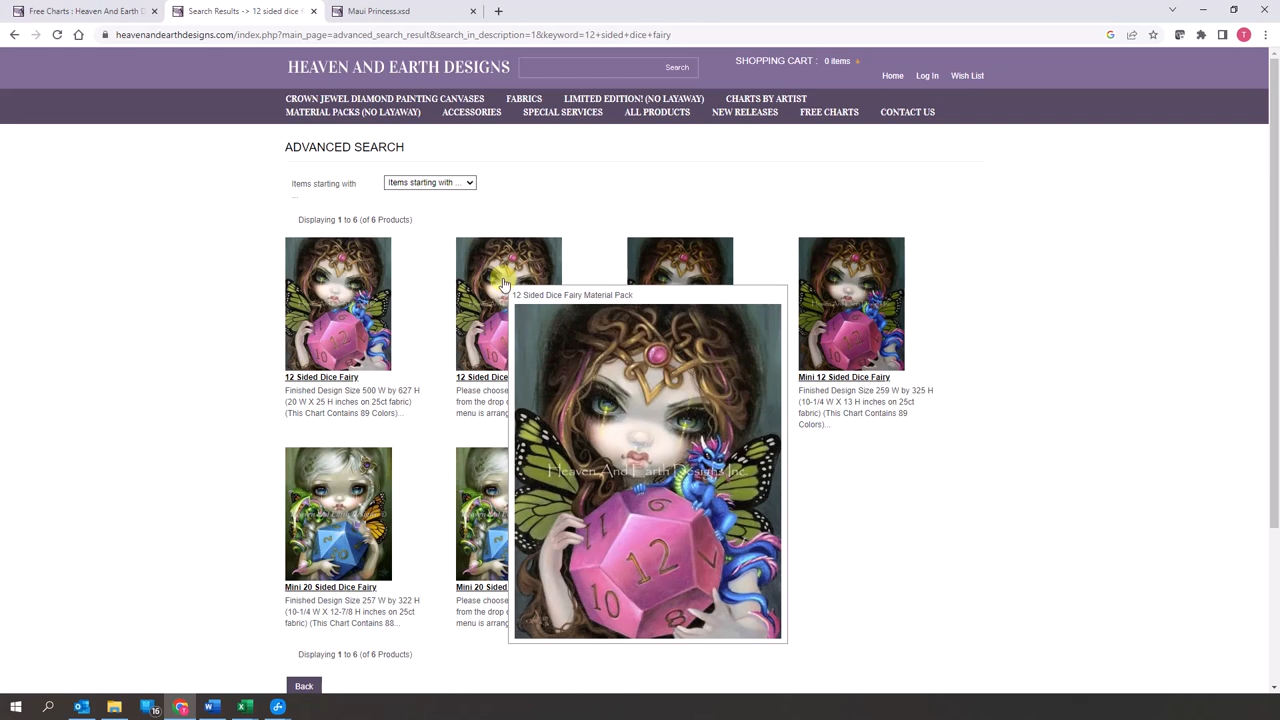 Free Charts : Heaven And Earth D
Search Results -> 12 sided dice
Maui Princess.xsd
heavenandearthdesigns.com/index.php?main_page=advanced_search_result&search_in_description=1&keyword=12+sided+dice+fairy
T
HEAVEN AND EARTH DESIGNS
Search
SHOPPING CART : 0 items
Home Log In Wish List
CROWN JEWEL DIAMOND PAINTING CANVASES FABRICS LIMITED EDITION! (NO LAYAWAY) CHARTS BY ARTIST
MATERIAL PACKS (NO LAYAWAY) ACCESSORIES SPECIAL SERVICES ALL PRODUCTS NEW RELEASES FREE CHARTS CONTACT US
ADVANCED SEARCH
Items starting with
...
Items starting with ...
Displaying 1 to 6 (of 6 Products)
12 Sided Dice Fairy
Finished Design Size 500 W by 627 H
(20 W X 25 H inches on 25ct fabric)
(This Chart Contains 89 Colors)...
12 Sided Dice
Please choose
from the drop
menu is arran
12 Sided Dice Fairy Material Pack
Heaven And Earth Designs Inc.
6
11
12
10
7
8
Mini 12 Sided Dice Fairy
Finished Design Size 259 W by 325 H
(10-1/4 W X 13 H inches on 25ct
fabric) (This Chart Contains 89
Colors)...
Mini 20 Sided Dice Fairy
Finished Design Size 257 W by 322 H
(10-1/4 W X 12-7/8 H inches on 25ct
fabric) (This Chart Contains 88...
Mini 20 Sided
Please choose
from the drop
menu is arran
Displaying 1 to 6 (of 6 Products)
Back
16